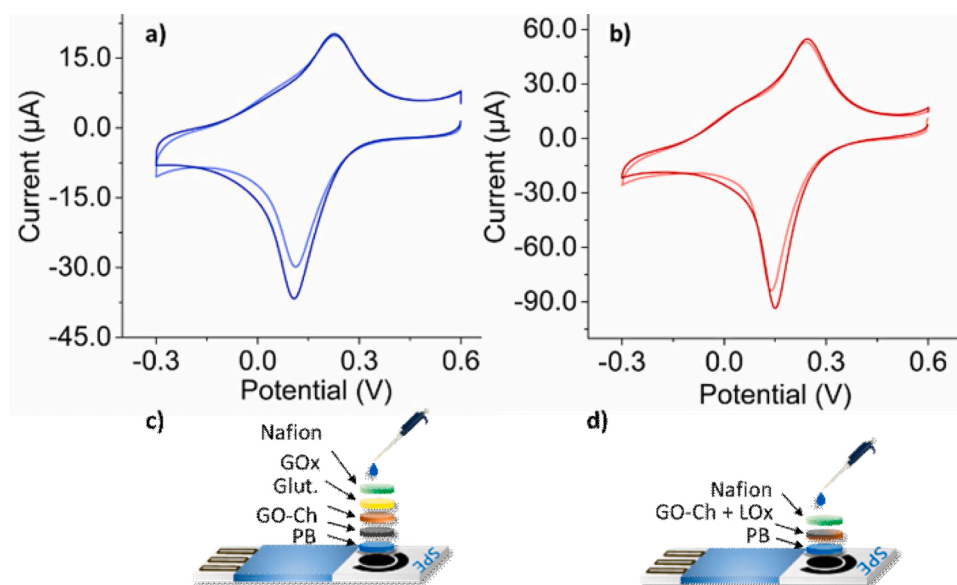 a)
15.0
0.0
-15.0
-30.0
-45.0
Current (µA)
-0.3
0.0
0.3
0.6
Potential (V)
b)
60.0
30.0
0.0
-30.0
-60.0
-90.0
Current (µA)
-0.3
0.0
0.3
0.6
Potential (V)
c)
Nafion
GOx
Glut.
GO-Ch
PB
SPE
d)
Nafion
GO-Ch + LOx
PB
SPE